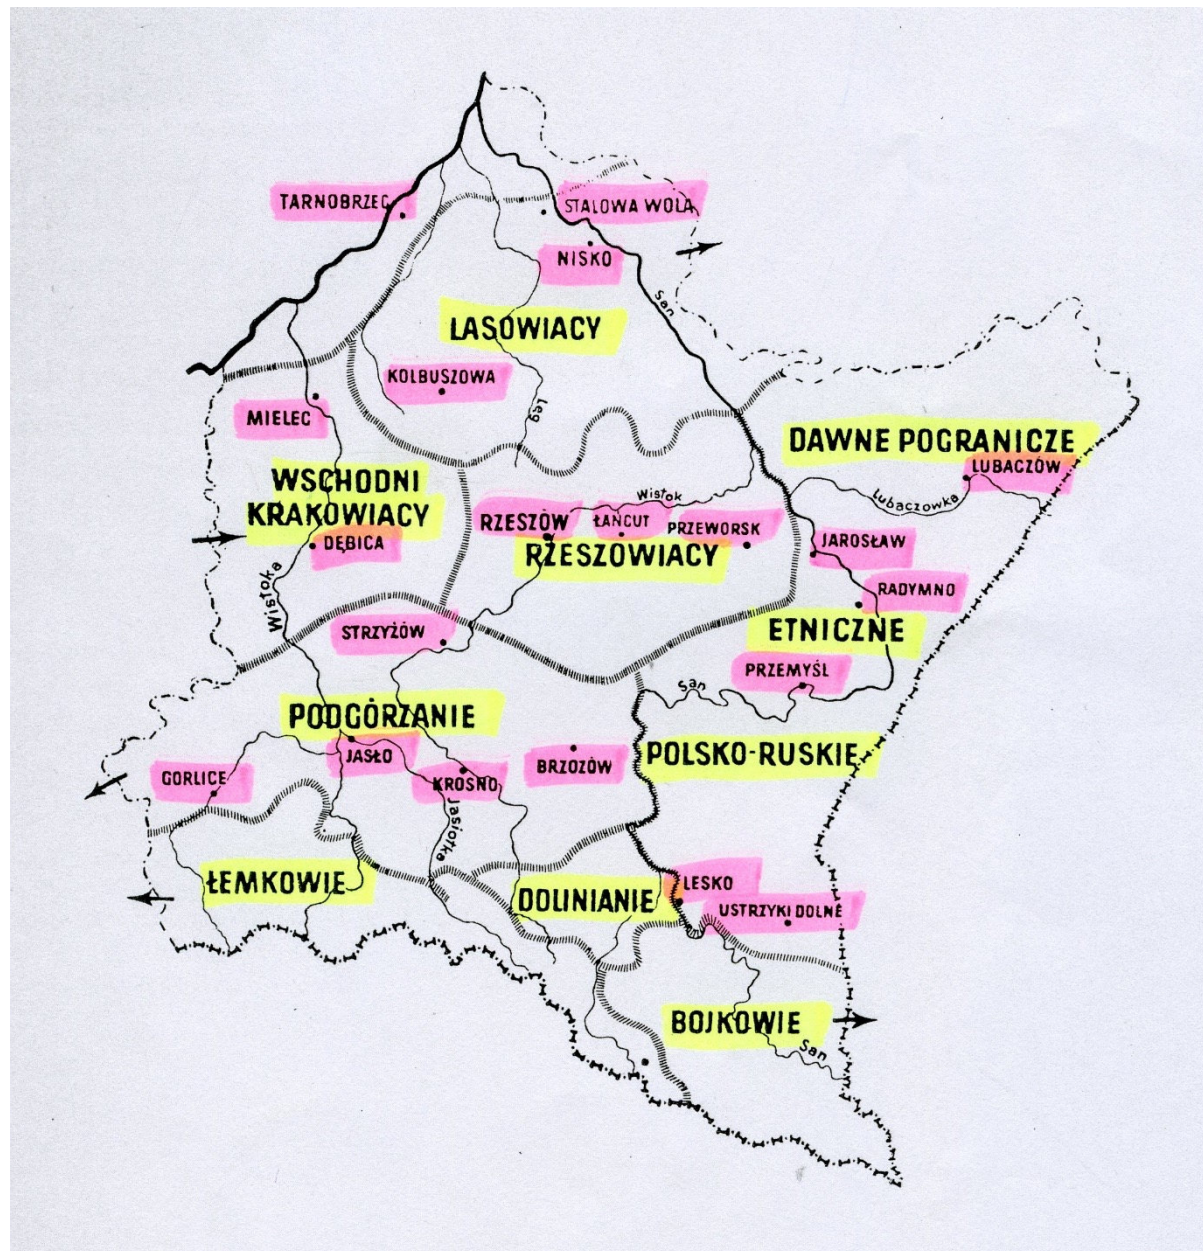 TARNOBRZEG
STALOWA WOLA
NISKO
San
LASOWIACY
KOLBUSZOWA
Łeg
MIELEC
DAWNE POGRANICZE
LUBACZÓW
Lubaczowka
WSCHODNI
KRAKOWIACY
DĘBICA
Wisłok
RZESZÓW
ŁAŃCUT
PRZEWORSK
RZESZOWIACY
JAROSŁAW
RADYMNO
Wisłoka
STRZYŻÓW
ETNICZNE
PRZEMYŚL
San
PODGÓRZANIE
JASŁO
GORLICE
KROSNO
Jasiołka
BRZOZÓW
POLSKO-RUSKIE
ŁEMKOWIE
DOLINIANIE
LESKO
USTRZYKI DOLNE
BOJKOWIE
San